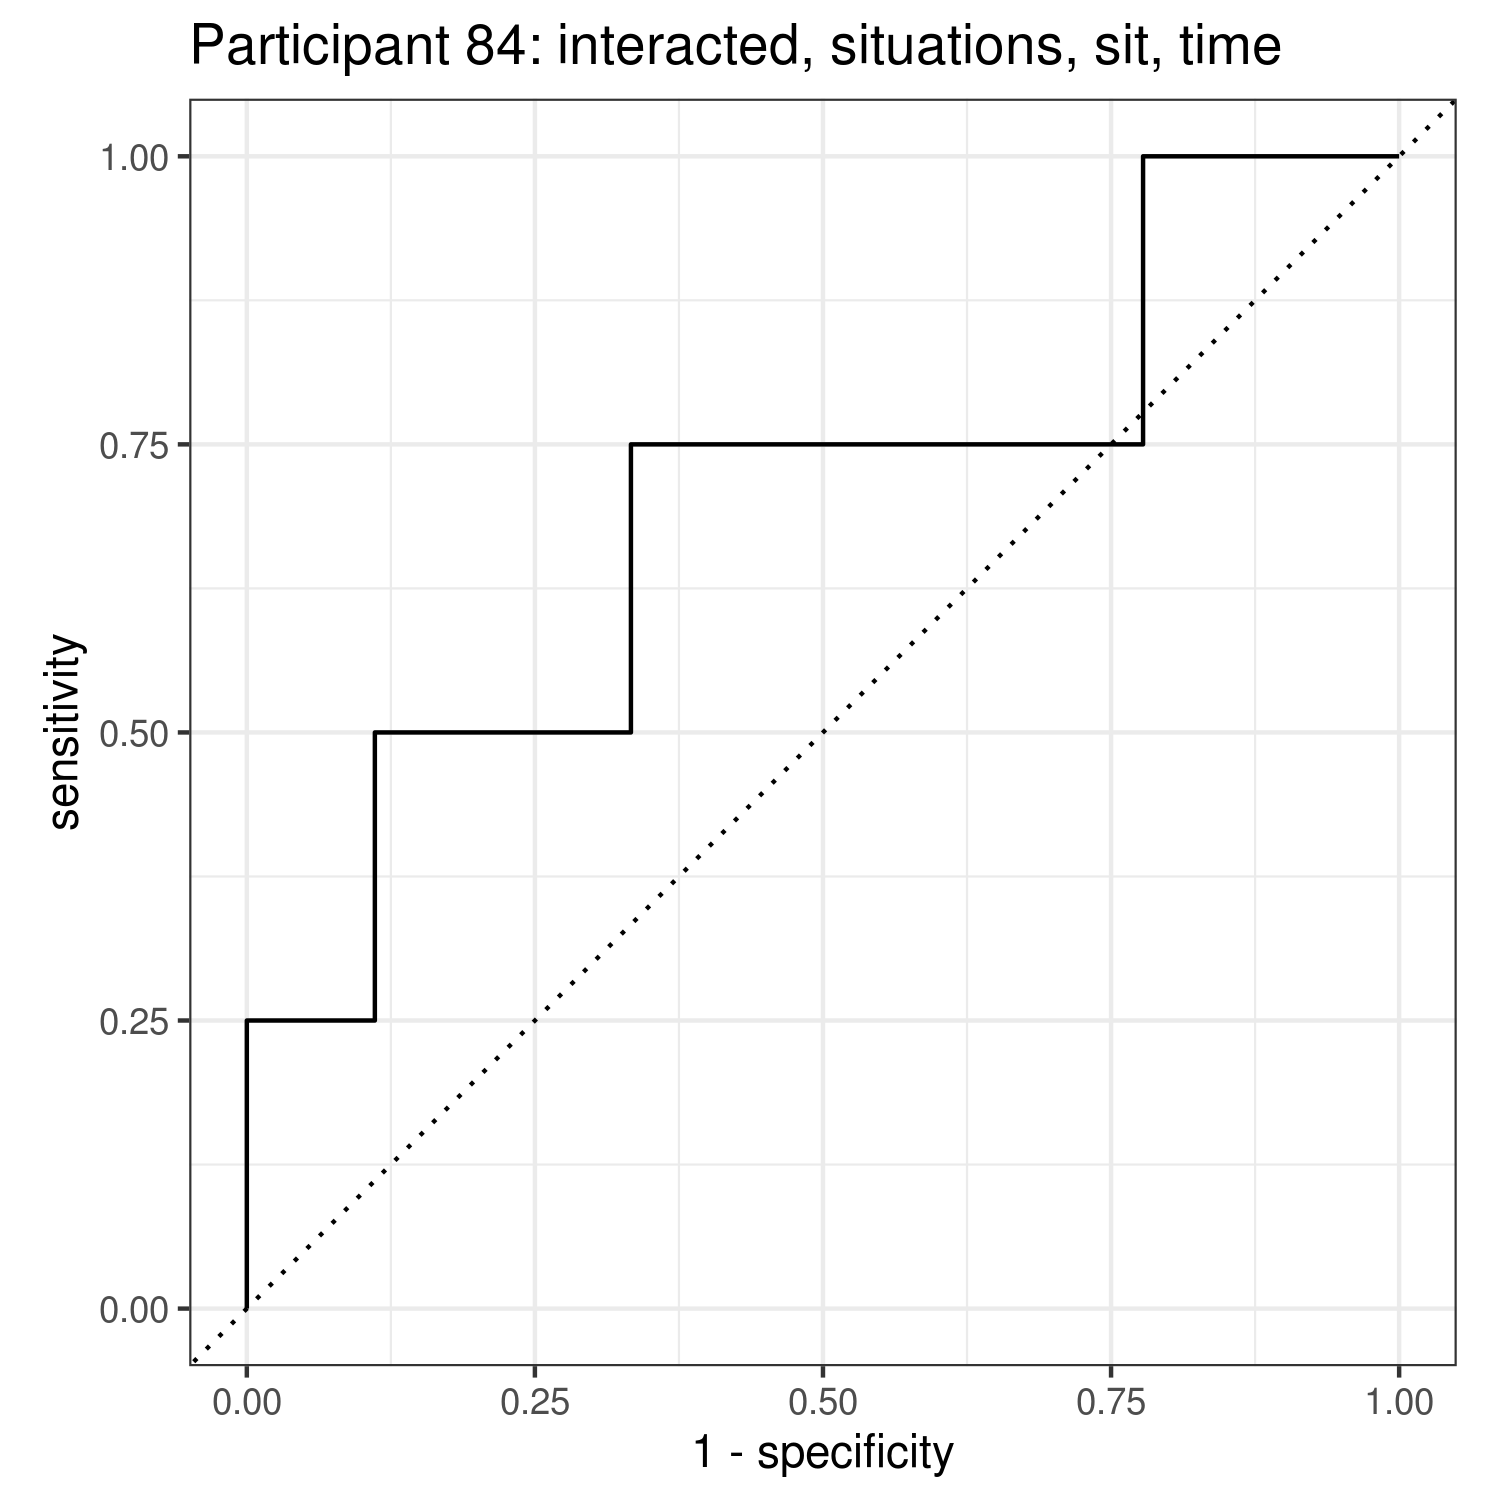 Participant 84: interacted, situations, sit, time
1.00
0.75
0.50
0.25
0.00
sensitivity
0.00 0.25 0.50 0.75 1.00
1 - specificity